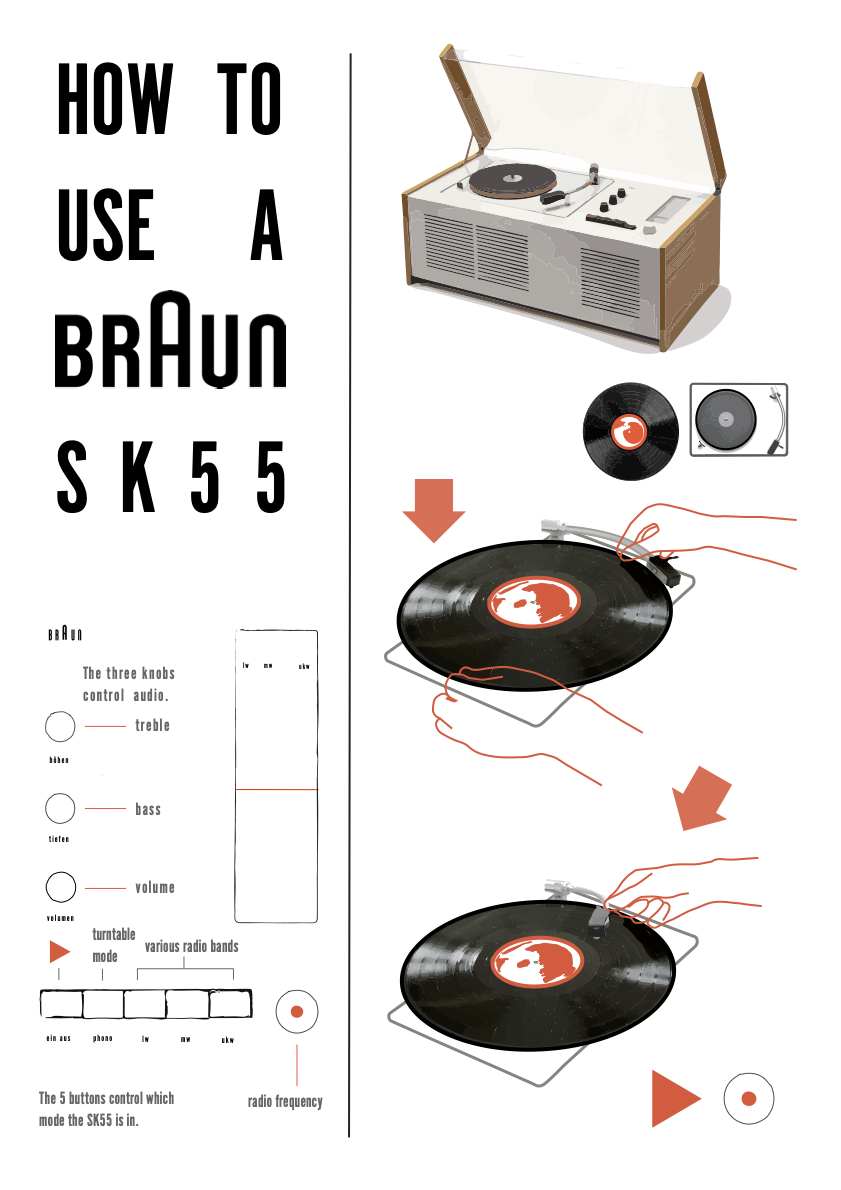 HOW TO
USE A
BRAUN
SK55
BRAUN
lw mw ukw
The three knobs
control audio.
treble
höhen
bass
tiefen
volume
volumen
turntable
mode
various radio bands
ein aus phono lw mw ukw
The 5 buttons control which
mode the SK55 is in.
radio frequency